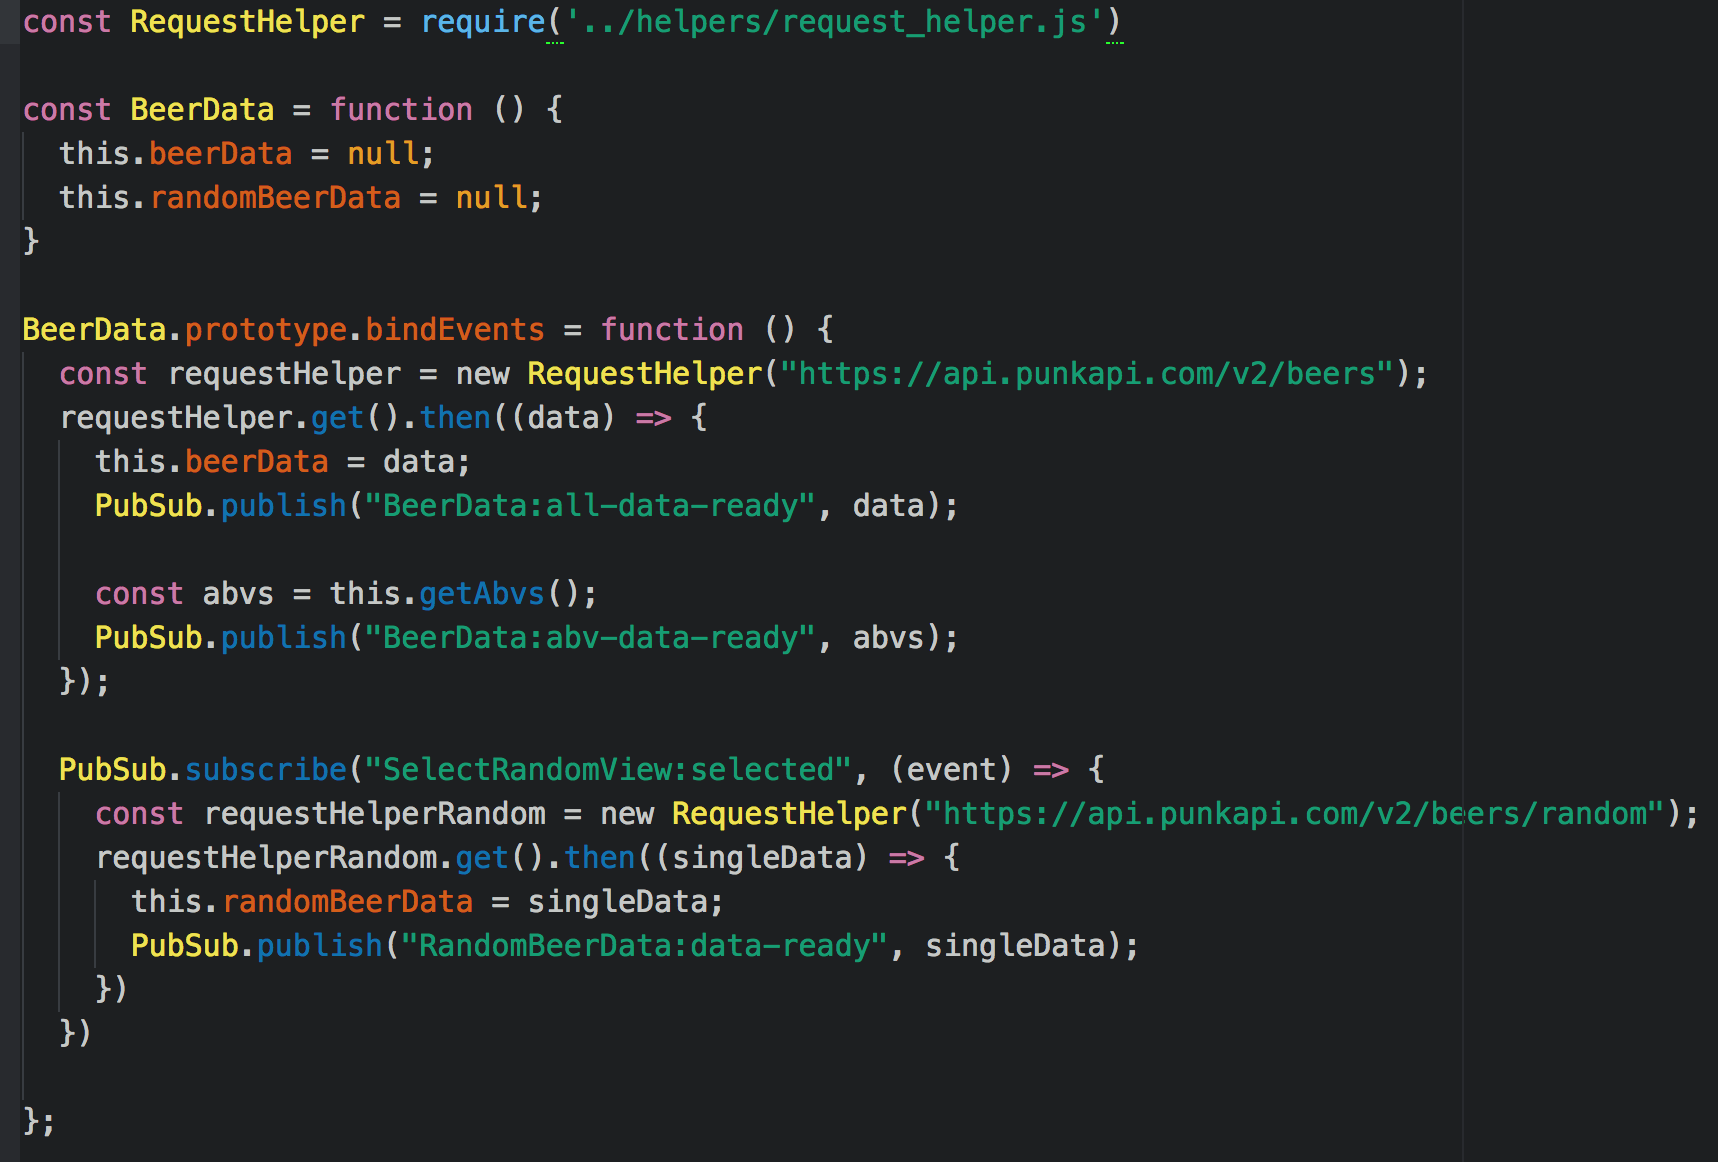 const RequestHelper = require('../helpers/request_helper.js')
const BeerData = function () {
  this.beerData = null;
  this.randomBeerData = null;
}
BeerData.prototype.bindEvents = function () {
  const requestHelper = new RequestHelper("https://api.punkapi.com/v2/beers");
  requestHelper.get().then((data) => {
    this.beerData = data;
    PubSub.publish("BeerData:all-data-ready", data);
    const abvs = this.getAbvs();
    PubSub.publish("BeerData:abv-data-ready", abvs);
  });
  PubSub.subscribe("SelectRandomView:selected", (event) => {
    const requestHelperRandom = new RequestHelper("https://api.punkapi.com/v2/beers/random");
    requestHelperRandom.get().then((singleData) => {
      this.randomBeerData = singleData;
      PubSub.publish("RandomBeerData:data-ready", singleData);
    })
  })
};